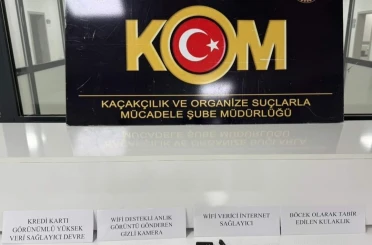 KOM
KAÇAKÇILIK VE ORGANİZE SUÇLARLA
MÜCADELE ŞUBE MÜDÜRLÜĞÜ
KREDİ KARTI
GÖRÜNÜMLÜ YÜKSEK
VERİ SAĞLAYICI DEVRE
WIFI DESTEKLİ ANLIK
GÖRÜNTÜ GÖNDEREN
GİZLİ KAMERA
WIFI VERİCİ İNTERNET
SAĞLAYICI
BÖCEK OLARAK TABİR
EDİLEN KULAKLIK